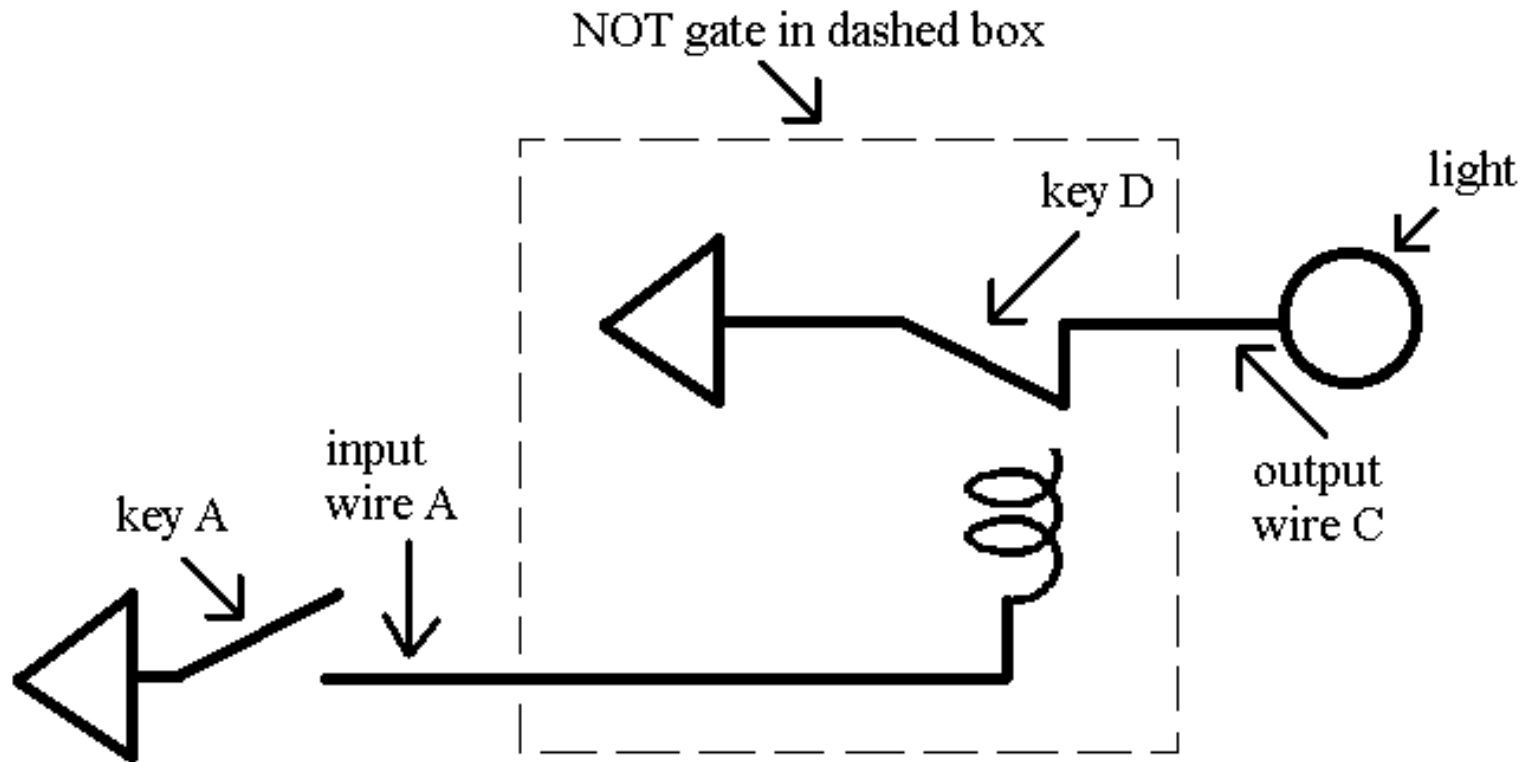 NOT gate in dashed box
light
key D
input
wire A
key A
output
wire C